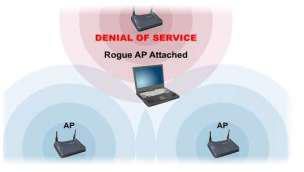 DENIAL OF SERVICE
Rogue AP Attached
AP
AP